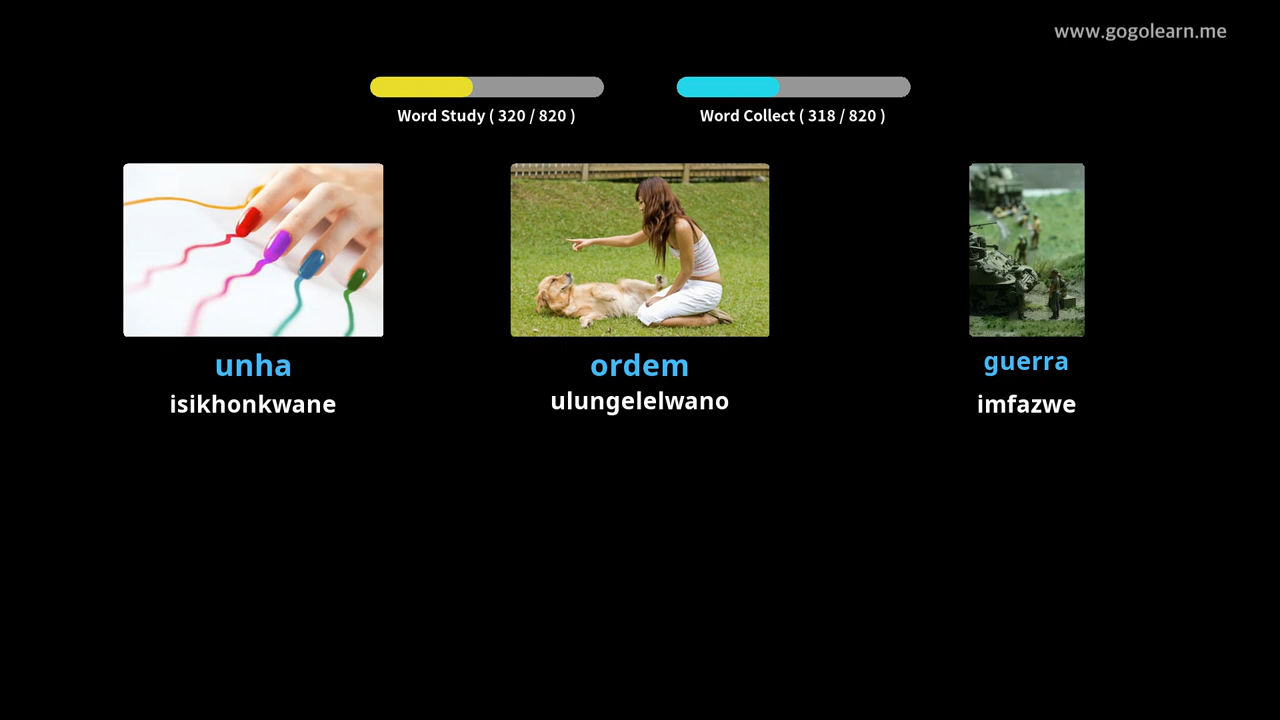 www.gogolearn.me
Word Study ( 320 / 820 )
Word Collect ( 318 / 820 )
unha
isikhonkwane
ordem
ulungelelwano
guerra
imfazwe